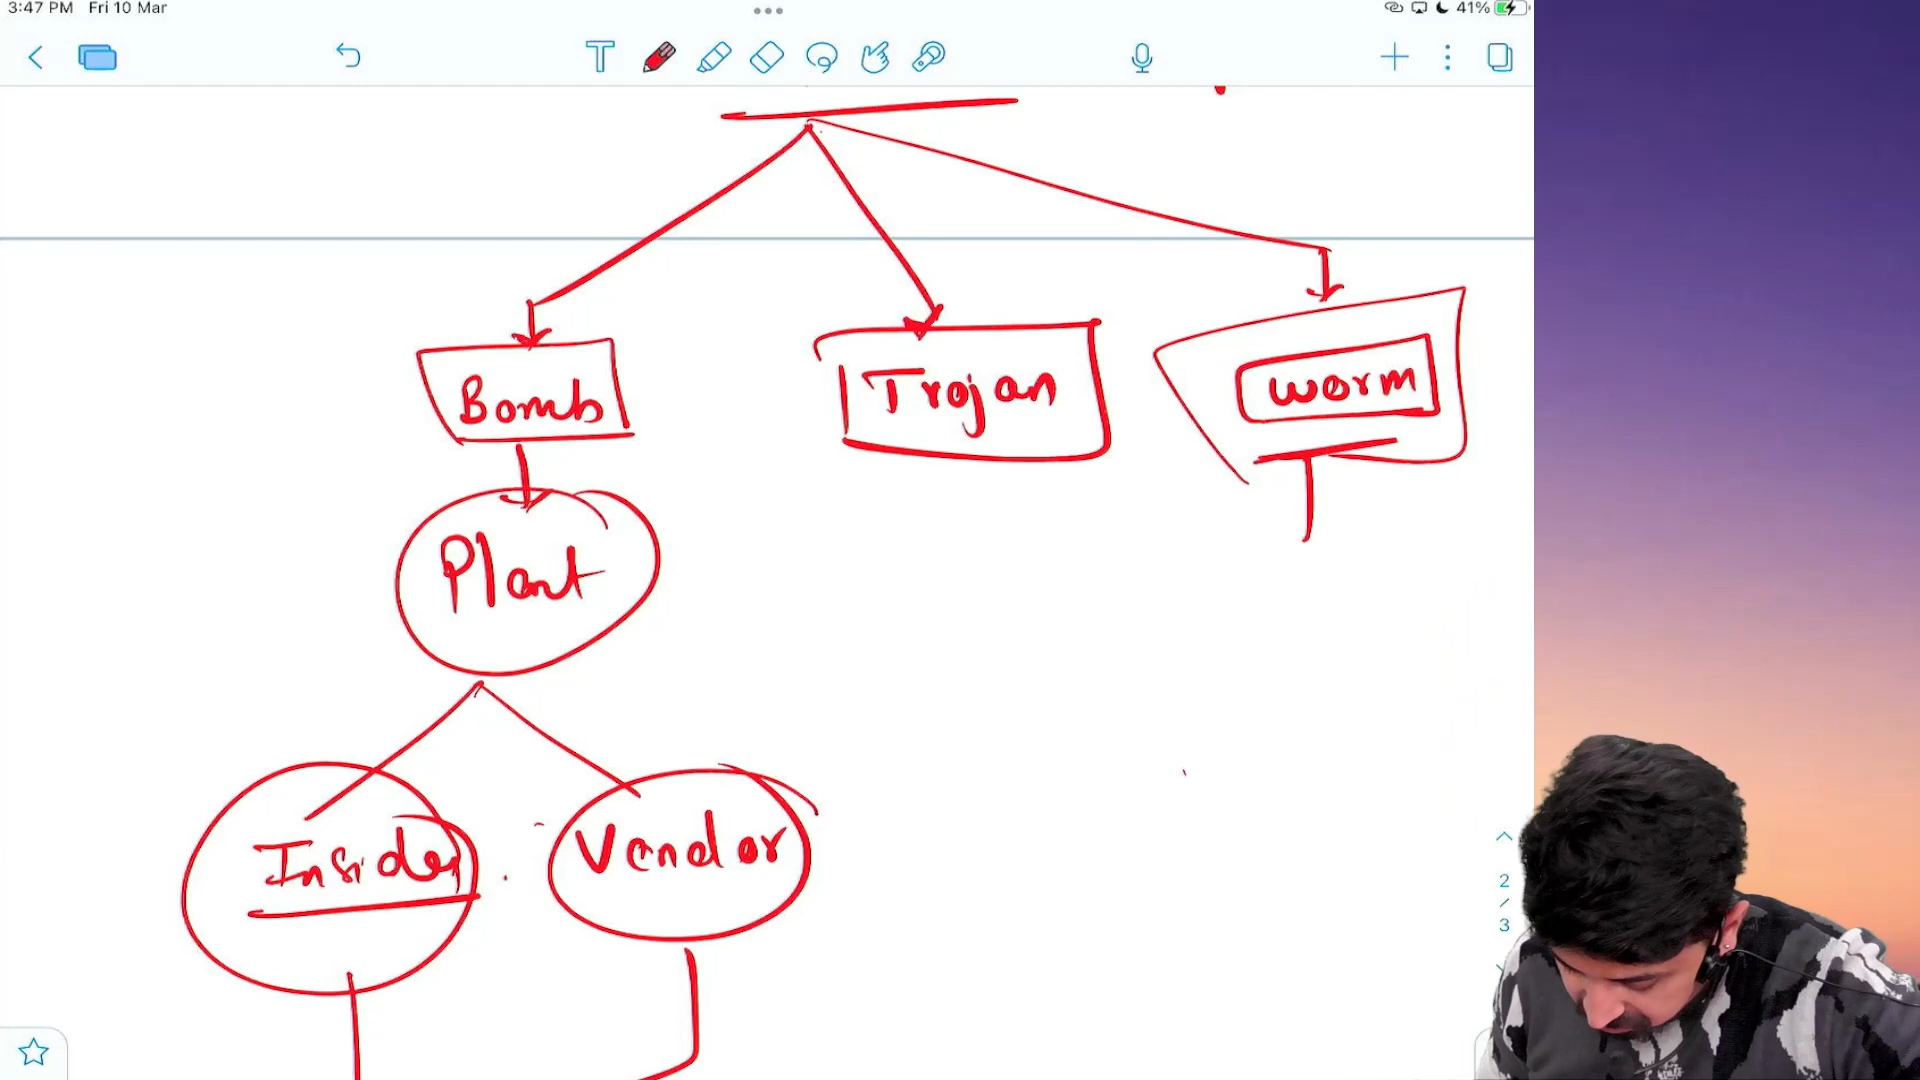 3:47 PM Fri 10 Mar
41%
T
Bomb
Trojan
worm
Plant
Insider
Vendor
2
/
3